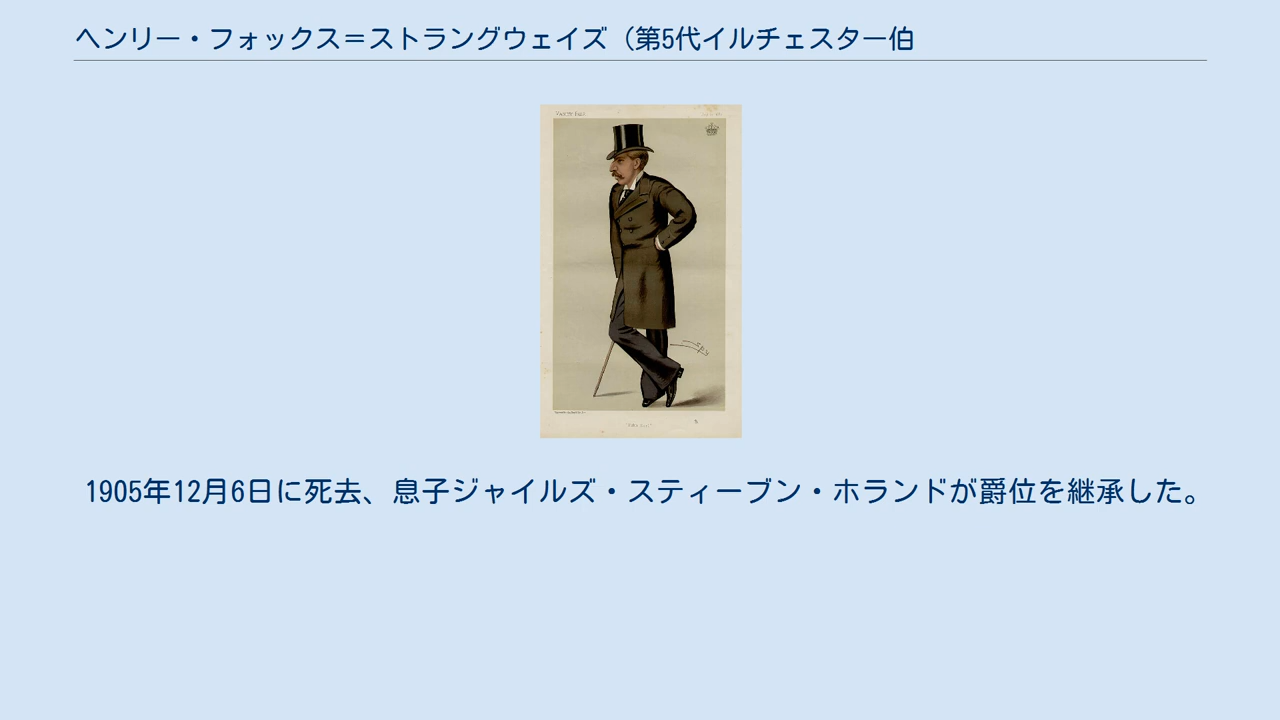 ヘンリー・フォックス＝ストラングウェイズ（第5代イルチェスター伯
Spy
1905年12月6日に死去、息子ジャイルズ・スティーブン・ホランドが爵位を継承した。